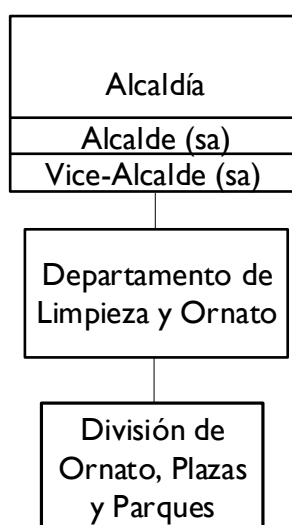 Alcaldía
Alcalde (sa)
Vice-Alcalde (sa)
Departamento de
Limpieza y Ornato
División de
Ornato, Plazas
y Parques